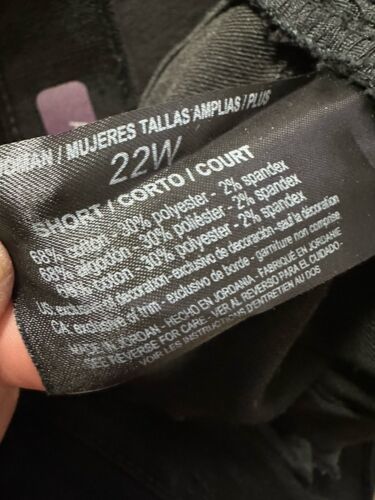 WOMAN / MUJERES TALLAS AMPLIAS / PLUS
22W
SHORT / CORTO / COURT
68% cotton - 30% polyester - 2% spandex
68% algodón - 30% poliéster - 2% spandex
68% coton - 30% polyester - 2% spandex
US: exclusive of decoration - exclusivo de decoración - sauf la décoration
CA: exclusive of trim - exclusivo de borde - garniture non comprise
MADE IN JORDAN - HECHO EN JORDANIA - FABRIQUÉ EN JORDANIE
SEE REVERSE FOR CARE - VER AL REVERSO PARA EL CUIDADO -
VOIR LES INSTRUCTIONS D'ENTRETIEN AU DOS